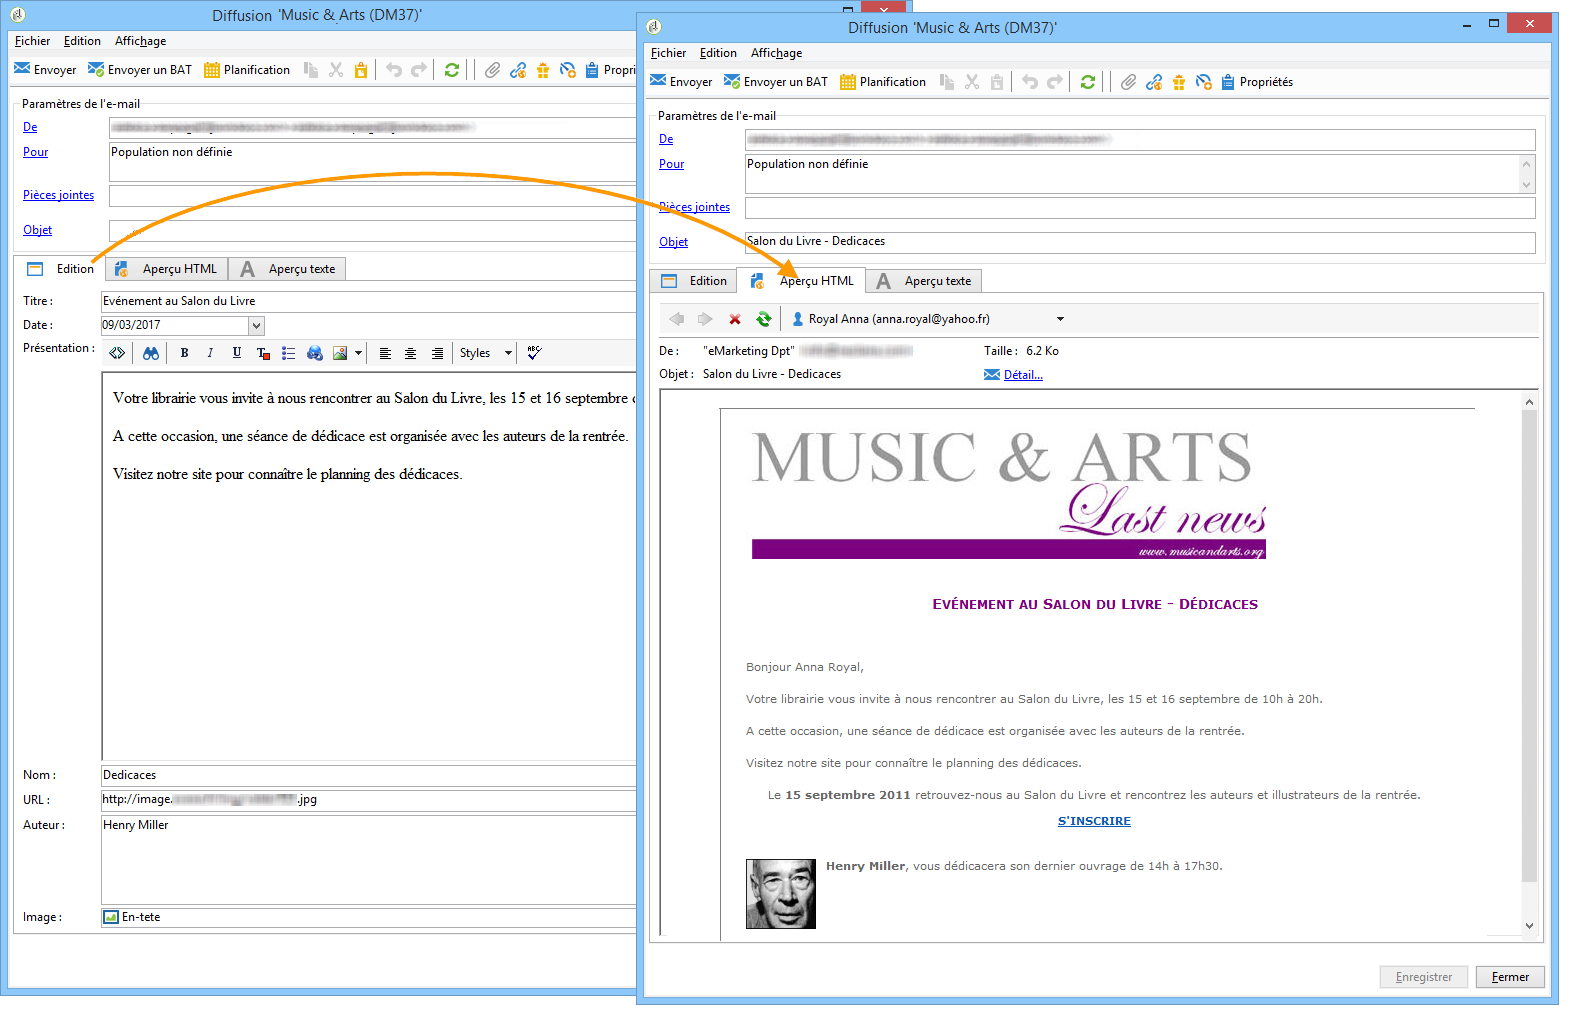 Diffusion 'Music & Arts (DM37)'
Fichier Edition Affichage
Envoyer Envoyer un BAT Planification
Paramètres de l'e-mail
De
Pour Population non définie
Pièces jointes
Objet
Edition Aperçu HTML Aperçu texte
Titre : Evénement au Salon du Livre
Date : 09/03/2017
Présentation : B I U T Styles ABC
Votre librairie vous invite à nous rencontrer au Salon du Livre, les 15 et 16 septembre
A cette occasion, une séance de dédicace est organisée avec les auteurs de la rentrée.
Visitez notre site pour connaître le planning des dédicaces.
Nom : Dedicaces
URL : http://image. .jpg
Auteur : Henry Miller
Image : En-tete
Diffusion 'Music & Arts (DM37)'
Fichier Edition Affichage
Envoyer Envoyer un BAT Planification Propriétés
Paramètres de l'e-mail
De
Pour Population non définie
Pièces jointes
Objet Salon du Livre - Dedicaces
Edition Aperçu HTML Aperçu texte
Royal Anna (anna.royal@yahoo.fr)
De : "eMarketing Dpt" Taille : 6.2 Ko
Objet : Salon du Livre - Dedicaces Détail...
MUSIC & ARTS
Last news
www.musicandarts.org
EVÉNEMENT AU SALON DU LIVRE - DÉDICACES
Bonjour Anna Royal,
Votre librairie vous invite à nous rencontrer au Salon du Livre, les 15 et 16 septembre de 10h à 20h.
A cette occasion, une séance de dédicace est organisée avec les auteurs de la rentrée.
Visitez notre site pour connaître le planning des dédicaces.
Le 15 septembre 2011 retrouvez-nous au Salon du Livre et rencontrez les auteurs et illustrateurs de la rentrée.
S'INSCRIRE
Henry Miller, vous dédicacera son dernier ouvrage de 14h à 17h30.
Enregistrer Fermer